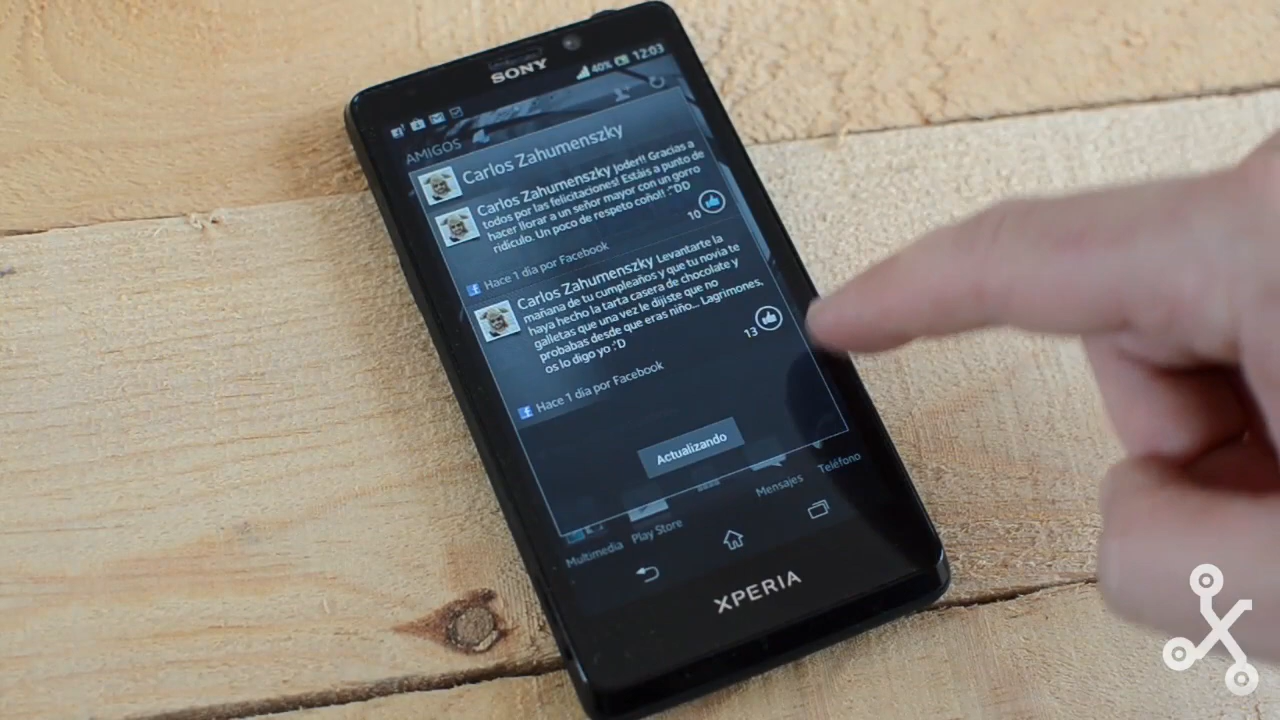 SONY
40% 12:03
AMIGOS
Carlos Zahumenszky
Carlos Zahumenszky Joder!! Gracias a
todos por las felicitaciones! Estáis a punto de
hacer llorar a un señor mayor con un gorro
ridículo. Un poco de respeto coño!! :'''DD
10
Hace 1 día por Facebook
Carlos Zahumenszky Levantarte la
mañana de tu cumpleaños y que tu novia te
haya hecho la tarta casera de chocolate y
galletas que una vez le dijiste que no
probabas desde que eras niño... Lagrimones,
os lo digo yo :'D
13
Hace 1 día por Facebook
Actualizando
Multimedia Play Store Mensajes Teléfono
XPERIA